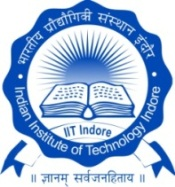 भारतीय प्रौद्योगिकी संस्थान इंदौर
IIT Indore
Indian Institute of Technology Indore
॥ ज्ञानम् सर्वजनहिताय ॥